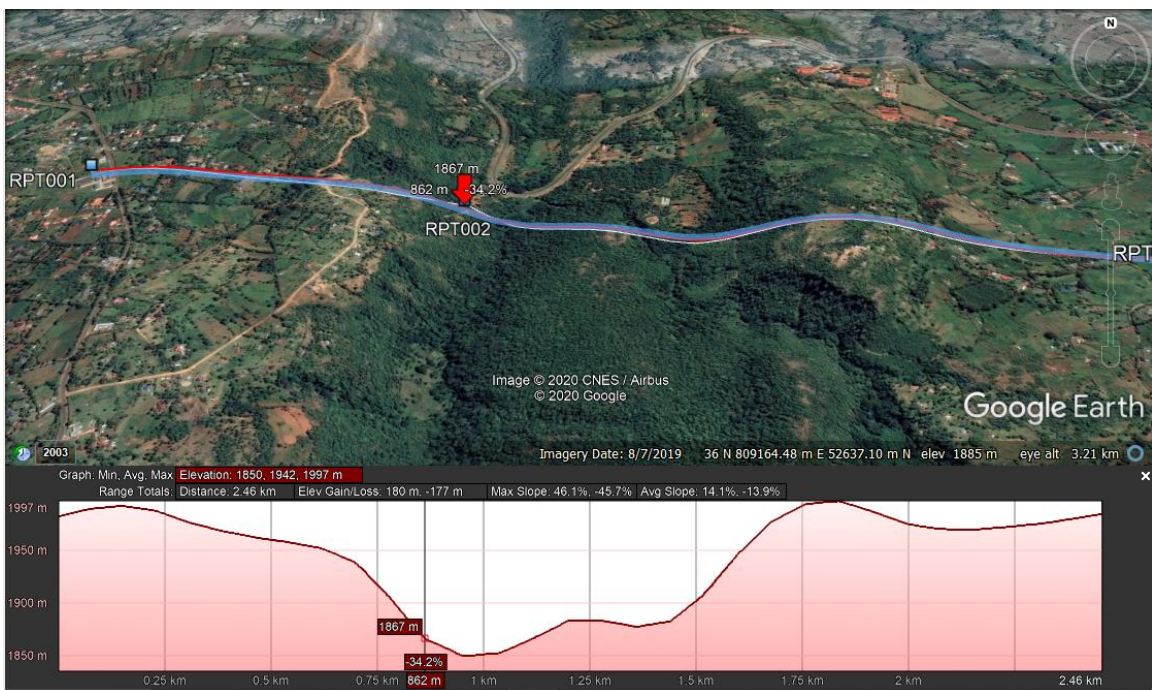 N
RPT001
1867 m
862 m -34.2%
RPT002
RPT
Image © 2020 CNES / Airbus
© 2020 Google
Google Earth
2003
Imagery Date: 8/7/2019 36 N 809164.48 m E 52637.10 m N elev 1885 m eye alt 3.21 km
Graph: Min, Avg, Max Elevation: 1850, 1942, 1997 m
Range Totals: Distance: 2.46 km Elev Gain/Loss: 180 m, -177 m Max Slope: 46.1%, -45.7% Avg Slope: 14.1%, -13.9%
1997 m
1950 m
1900 m
1867 m
1850 m
-34.2%
0.25 km 0.5 km 0.75 km 862 m 1 km 1.25 km 1.5 km 1.75 km 2 km 2.46 km